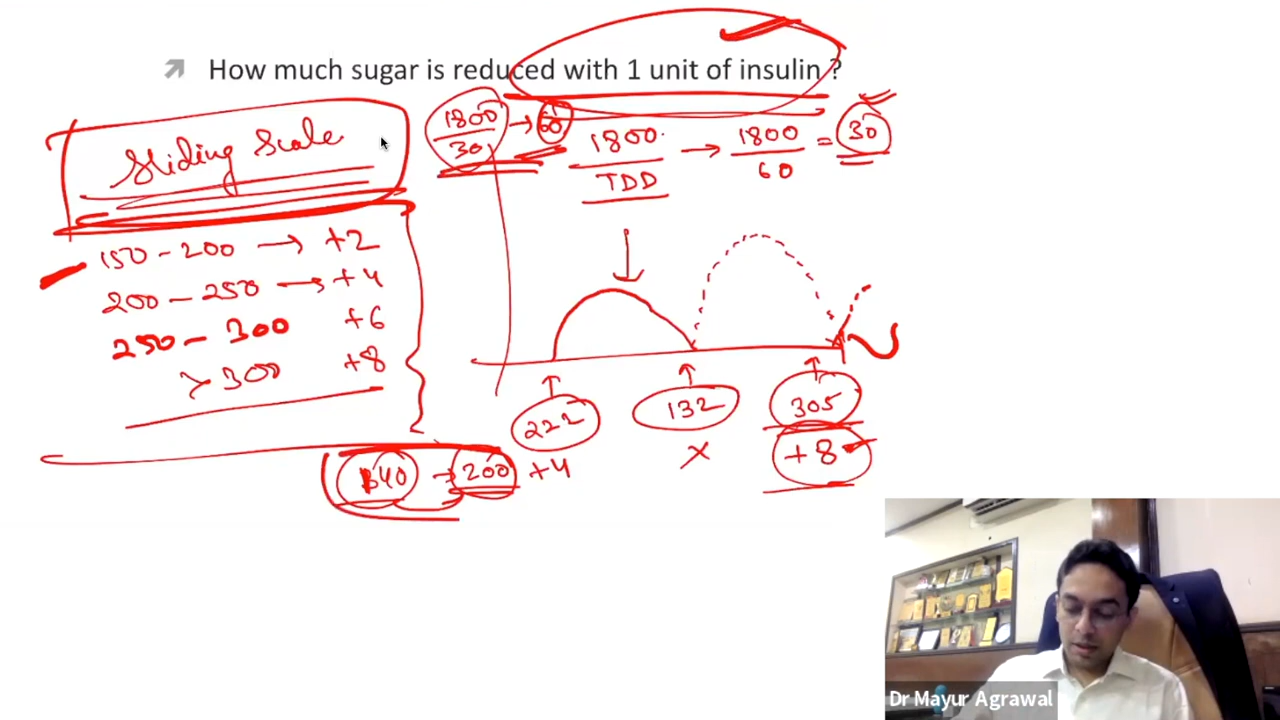 How much sugar is reduced with 1 unit of insulin ?
Sliding Scale
150 - 200 → +2
200 - 250 → +4
250 - 300 +6
> 300 +8
1800/30 → 60
1800/TDD → 1800/60 = 30
222 132 305
+4 X +8
340 → 200
Dr Mayur Agrawal